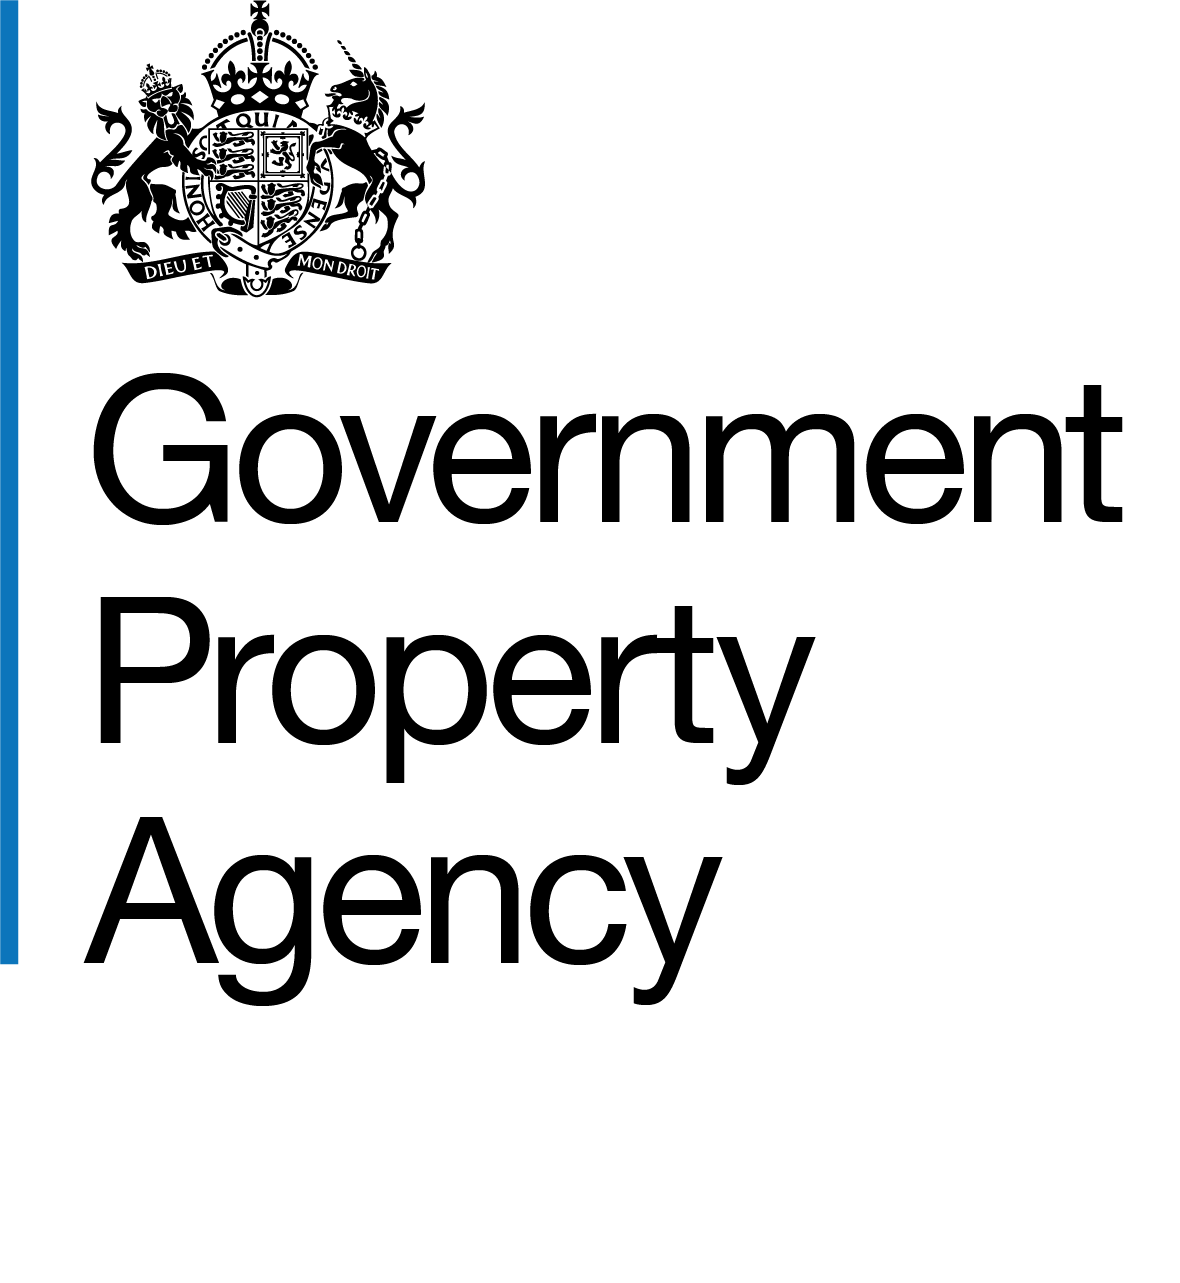 HONI SOIT QUI MAL Y PENSE
DIEU ET MON DROIT
Government
Property
Agency